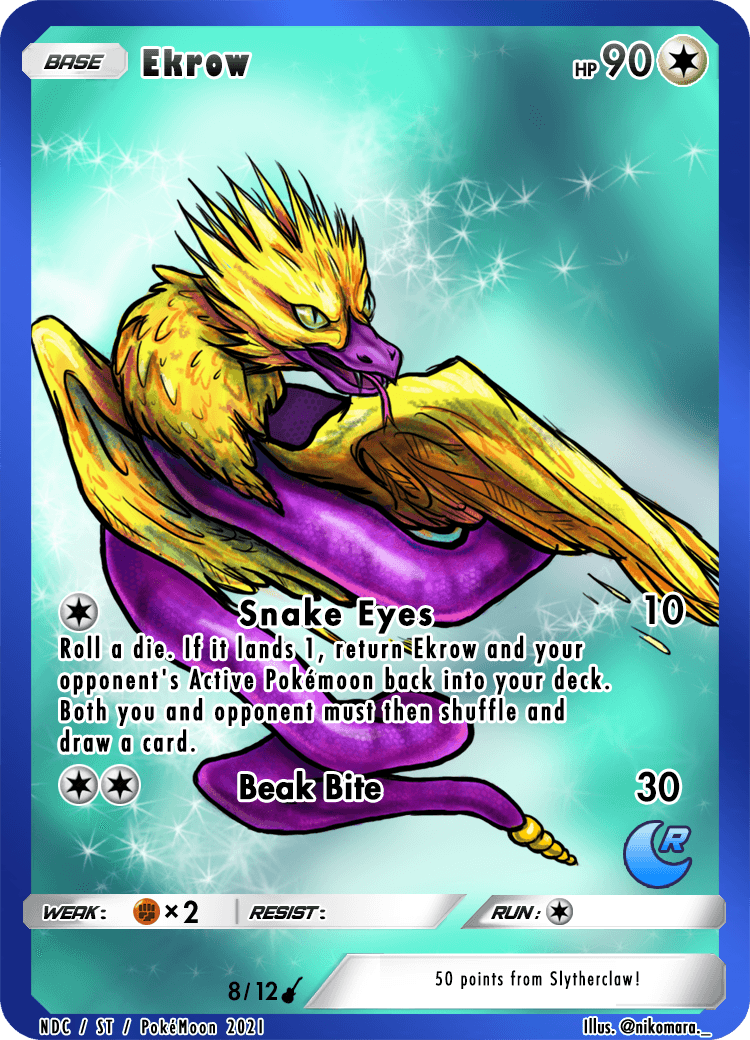 BASE Ekrow HP 90
Snake Eyes 10
Roll a die. If it lands 1, return Ekrow and your
opponent's Active Pokémoon back into your deck.
Both you and opponent must then shuffle and
draw a card.
Beak Bite 30
R
WEAK: ×2 RESIST: RUN:
50 points from Slytherclaw!
8/12
NDC / ST / PokéMoon 2021 Illus. @nikomara._